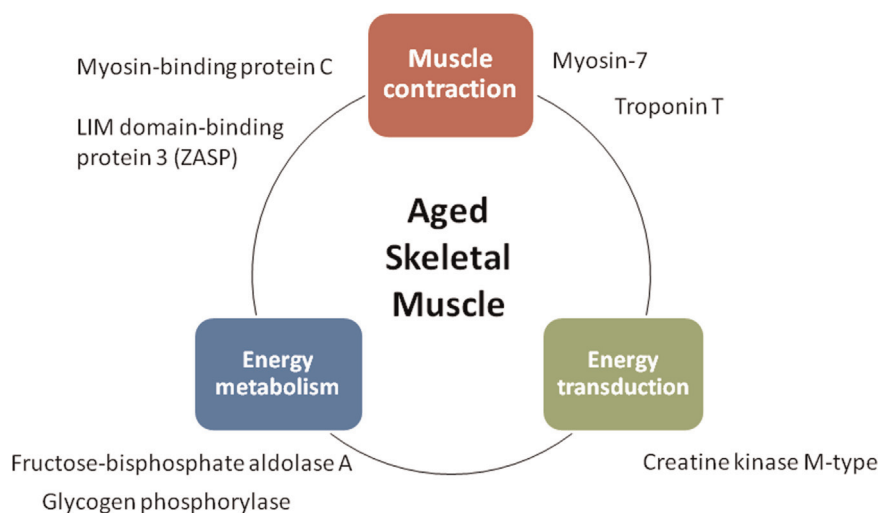 Muscle
contraction
Myosin-binding protein C
Myosin-7
Troponin T
LIM domain-binding
protein 3 (ZASP)
Aged
Skeletal
Muscle
Energy
metabolism
Energy
transduction
Fructose-bisphosphate aldolase A
Glycogen phosphorylase
Creatine kinase M-type